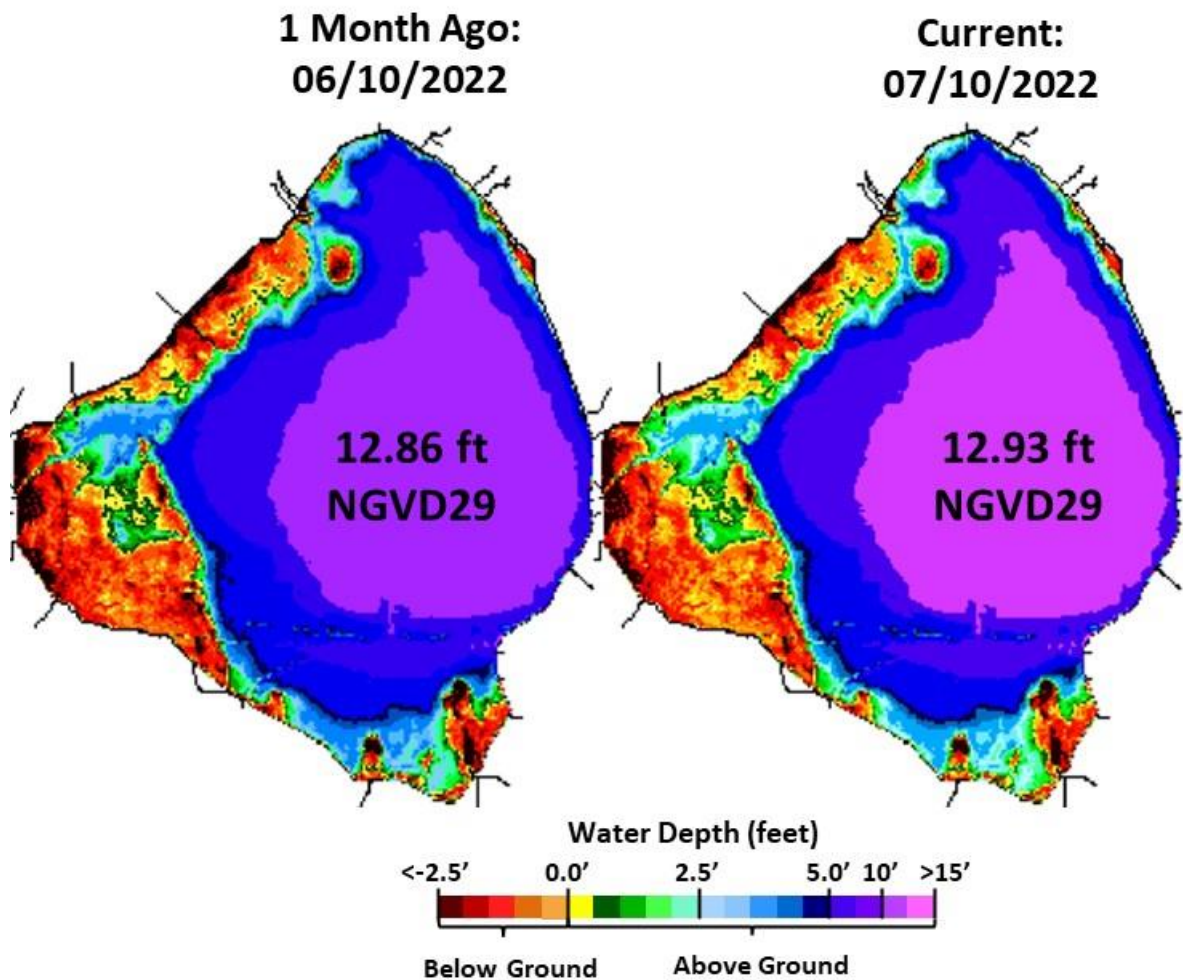 1 Month Ago:
06/10/2022
Current:
07/10/2022
12.86 ft
NGVD29
12.93 ft
NGVD29
Water Depth (feet)
<-2.5’ 0.0’ 2.5’ 5.0’ 10’ >15’
Below Ground Above Ground